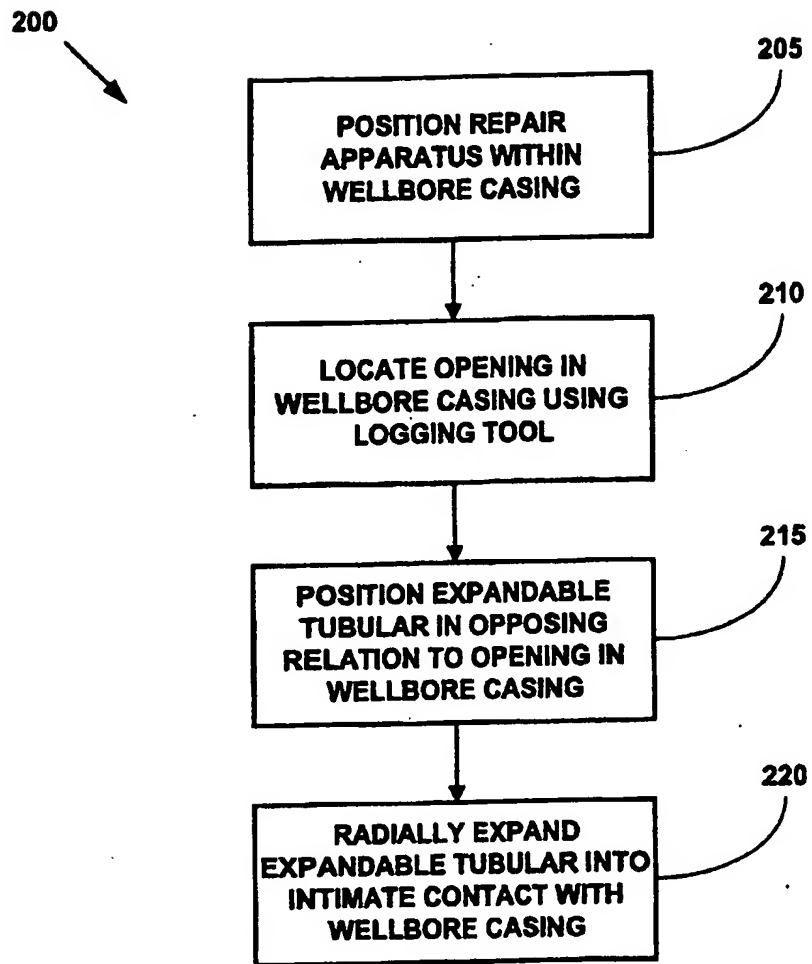 200
205
POSITION REPAIR
APPARATUS WITHIN
WELLBORE CASING
210
LOCATE OPENING IN
WELLBORE CASING USING
LOGGING TOOL
215
POSITION EXPANDABLE
TUBULAR IN OPPOSING
RELATION TO OPENING IN
WELLBORE CASING
220
RADIALLY EXPAND
EXPANDABLE TUBULAR INTO
INTIMATE CONTACT WITH
WELLBORE CASING